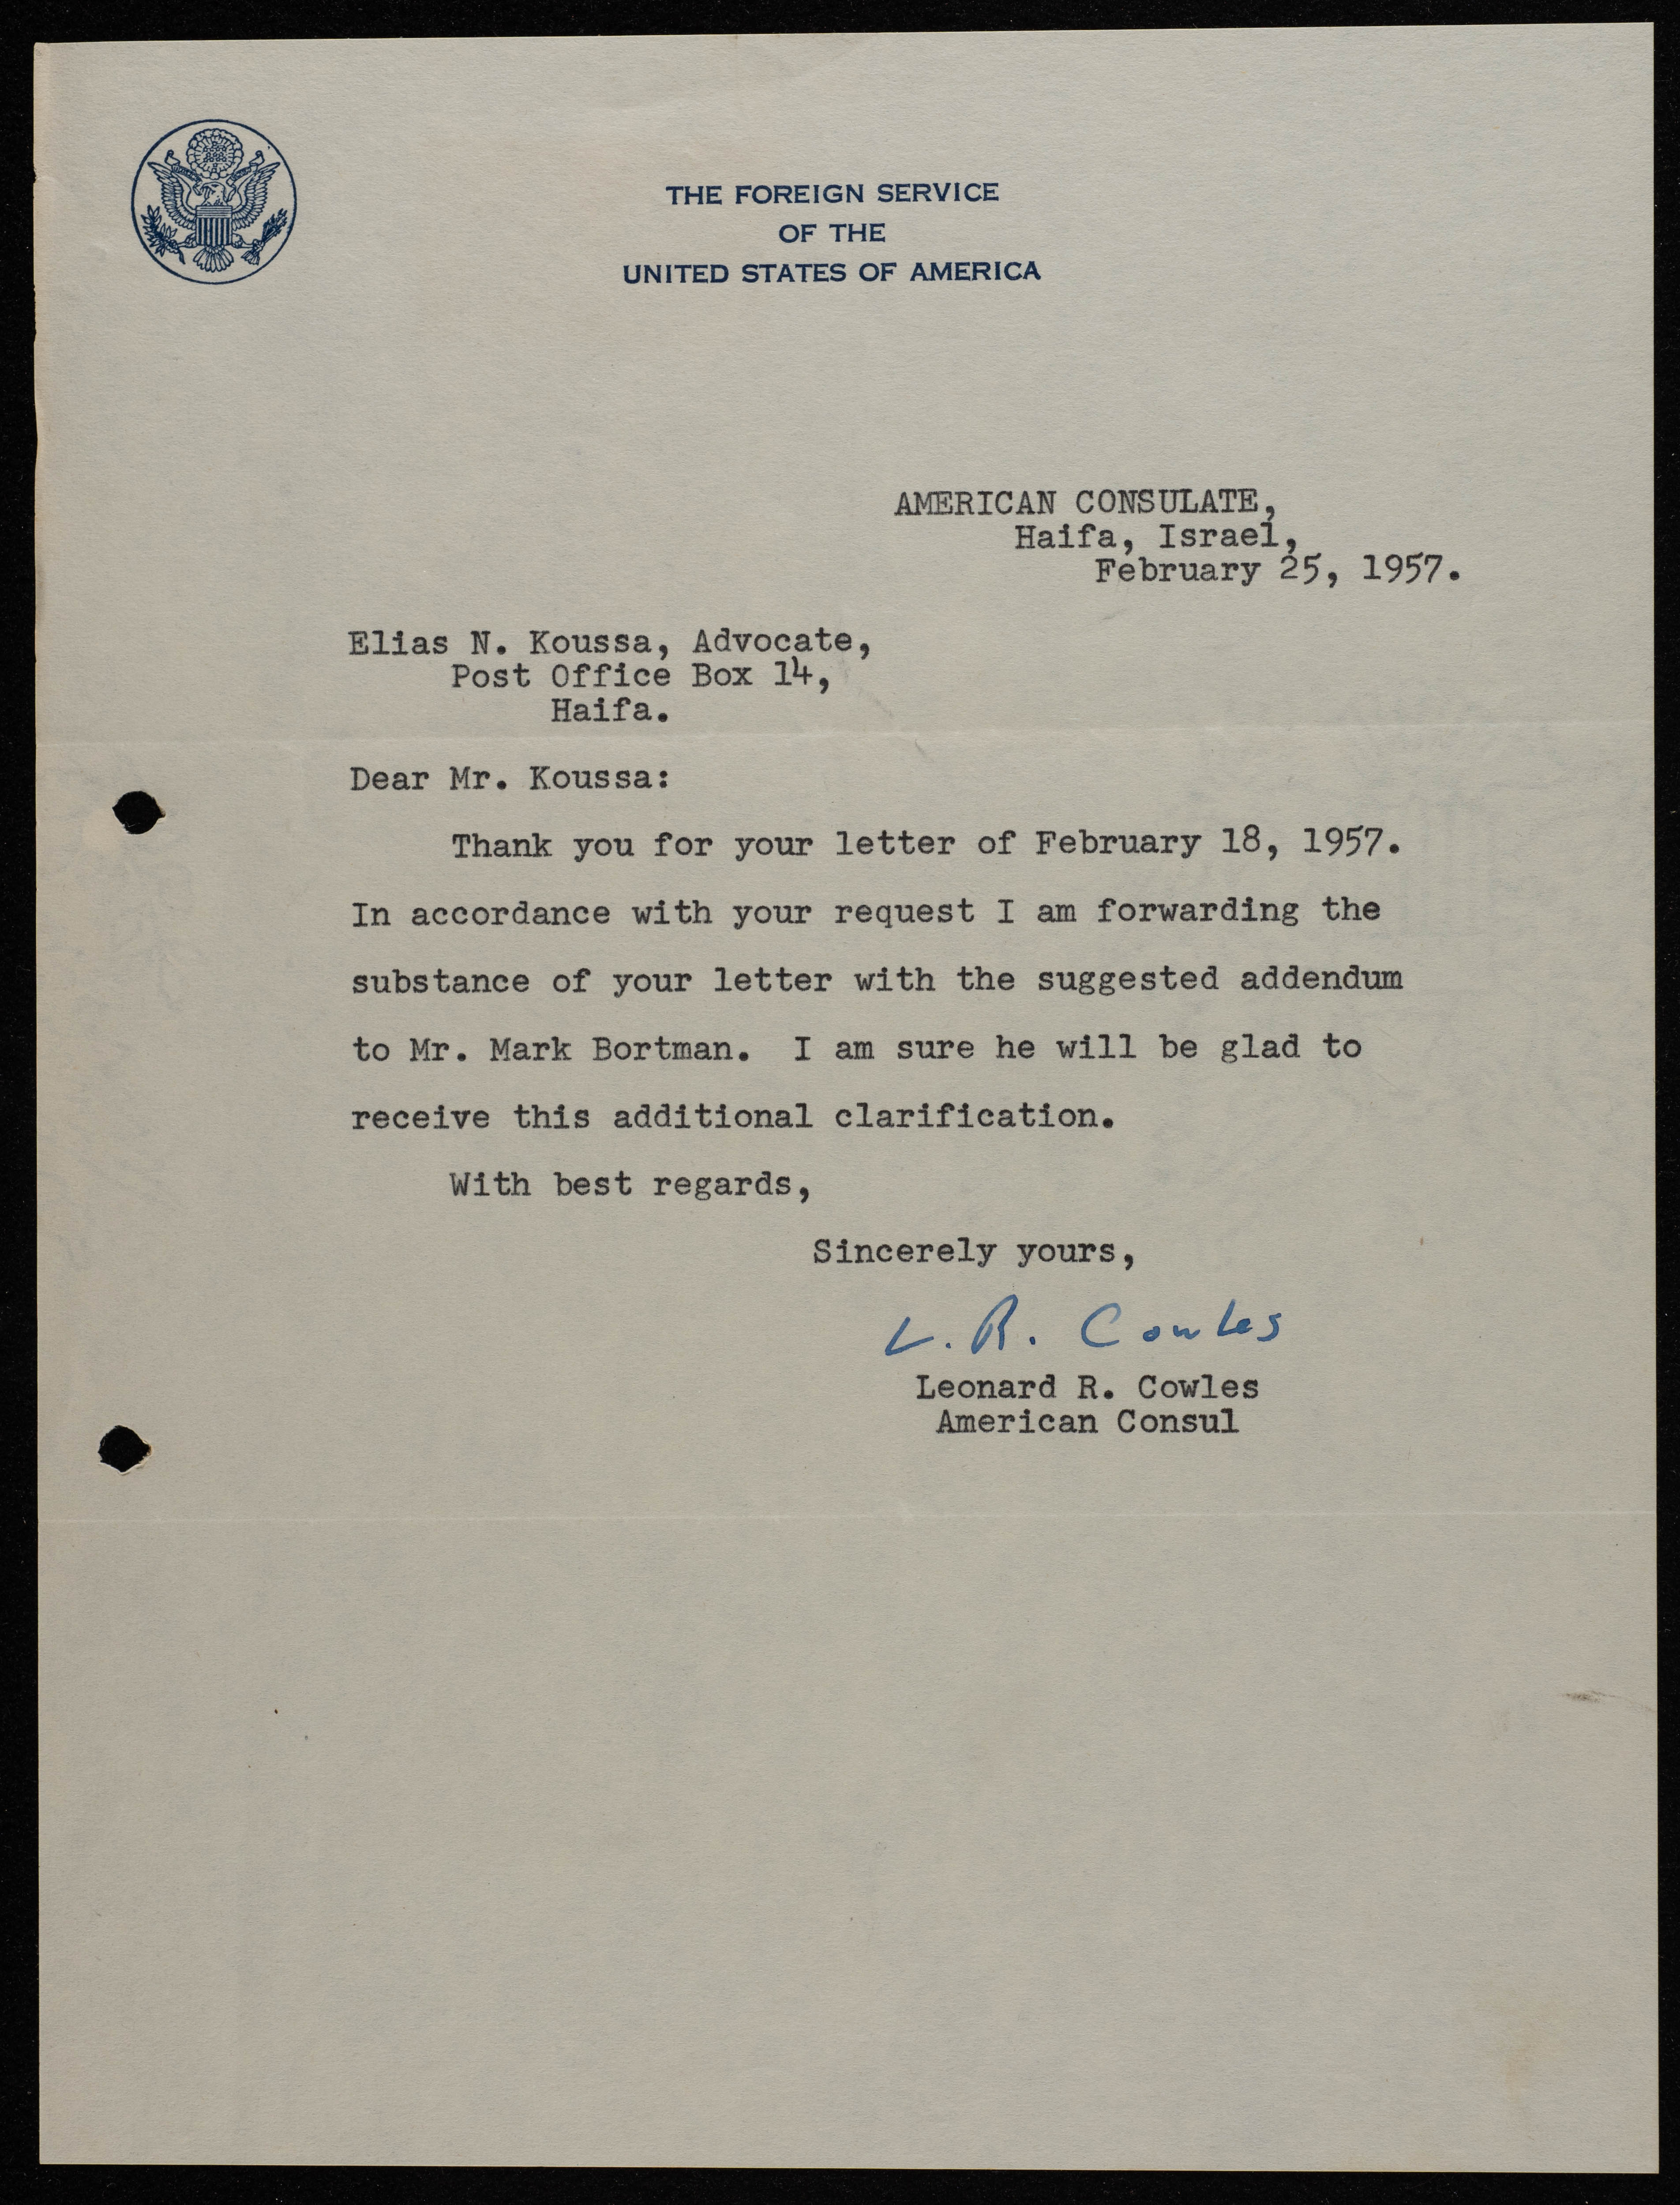 THE FOREIGN SERVICE
OF THE
UNITED STATES OF AMERICA
AMERICAN CONSULATE,
Haifa, Israel,
February 25, 1957.
Elias N. Koussa, Advocate,
Post Office Box 14,
Haifa.
Dear Mr. Koussa:
Thank you for your letter of February 18, 1957.
In accordance with your request I am forwarding the
substance of your letter with the suggested addendum
to Mr. Mark Bortman.  I am sure he will be glad to
receive this additional clarification.
With best regards,
Sincerely yours,
L. R. Cowles
Leonard R. Cowles
American Consul